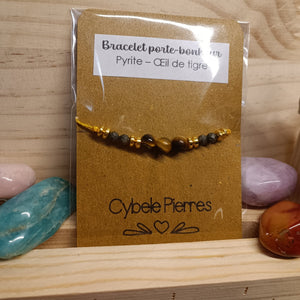 Bracelet porte-bonheur
Pyrite – Œil de tigre
Cybele Pierres